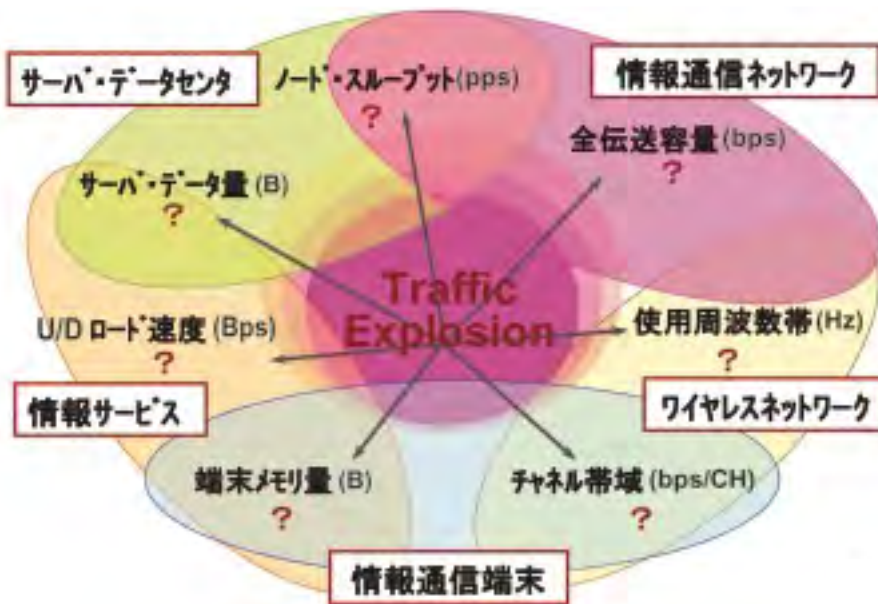 サーバ・データセンタ
ノード・スループット(pps)
?
情報通信ネットワーク
全伝送容量(bps)
?
サーバ・データ量(B)
?
Traffic
Explosion
U/D ロード速度(Bps)
?
使用周波数帯(Hz)
?
情報サービス
ワイヤレスネットワーク
端末メモリ量(B)
?
チャネル帯域(bps/CH)
?
情報通信端末